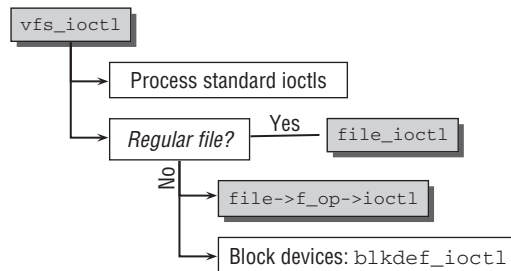 vfs_ioctl
Process standard ioctls
Regular file?
Yes
file_ioctl
No
file->f_op->ioctl
Block devices: blkdef_ioctl